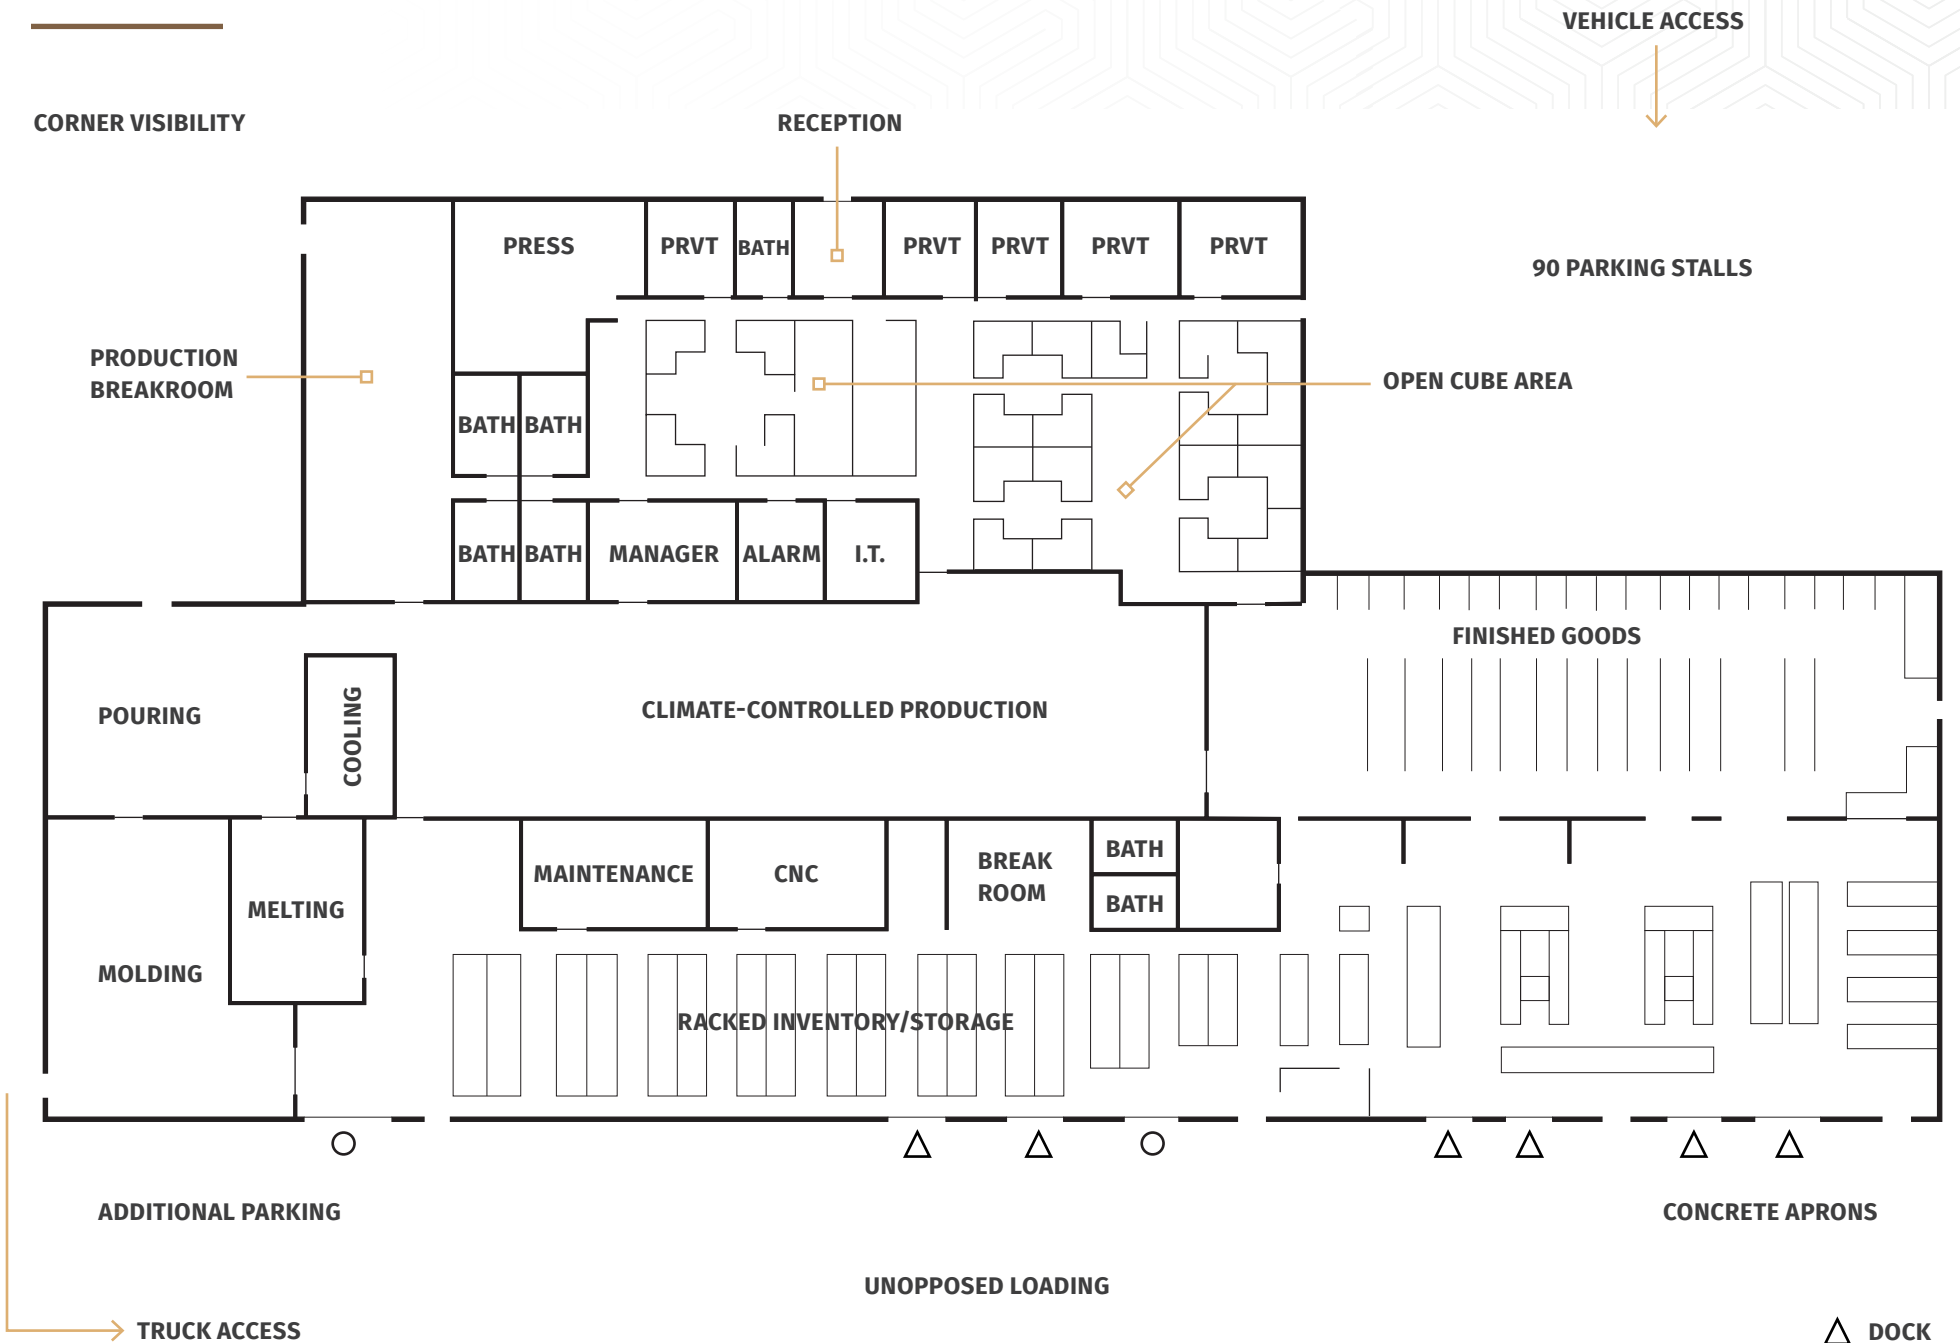 VEHICLE ACCESS
CORNER VISIBILITY
RECEPTION
PRESS
PRVT
BATH
PRVT
PRVT
PRVT
PRVT
90 PARKING STALLS
PRODUCTION
BREAKROOM
OPEN CUBE AREA
BATH
BATH
BATH
BATH
MANAGER
ALARM
I.T.
FINISHED GOODS
POURING
COOLING
CLIMATE-CONTROLLED PRODUCTION
MAINTENANCE
CNC
BREAK
ROOM
BATH
BATH
MELTING
MOLDING
RACKED INVENTORY/STORAGE
ADDITIONAL PARKING
CONCRETE APRONS
UNOPPOSED LOADING
TRUCK ACCESS
DOCK